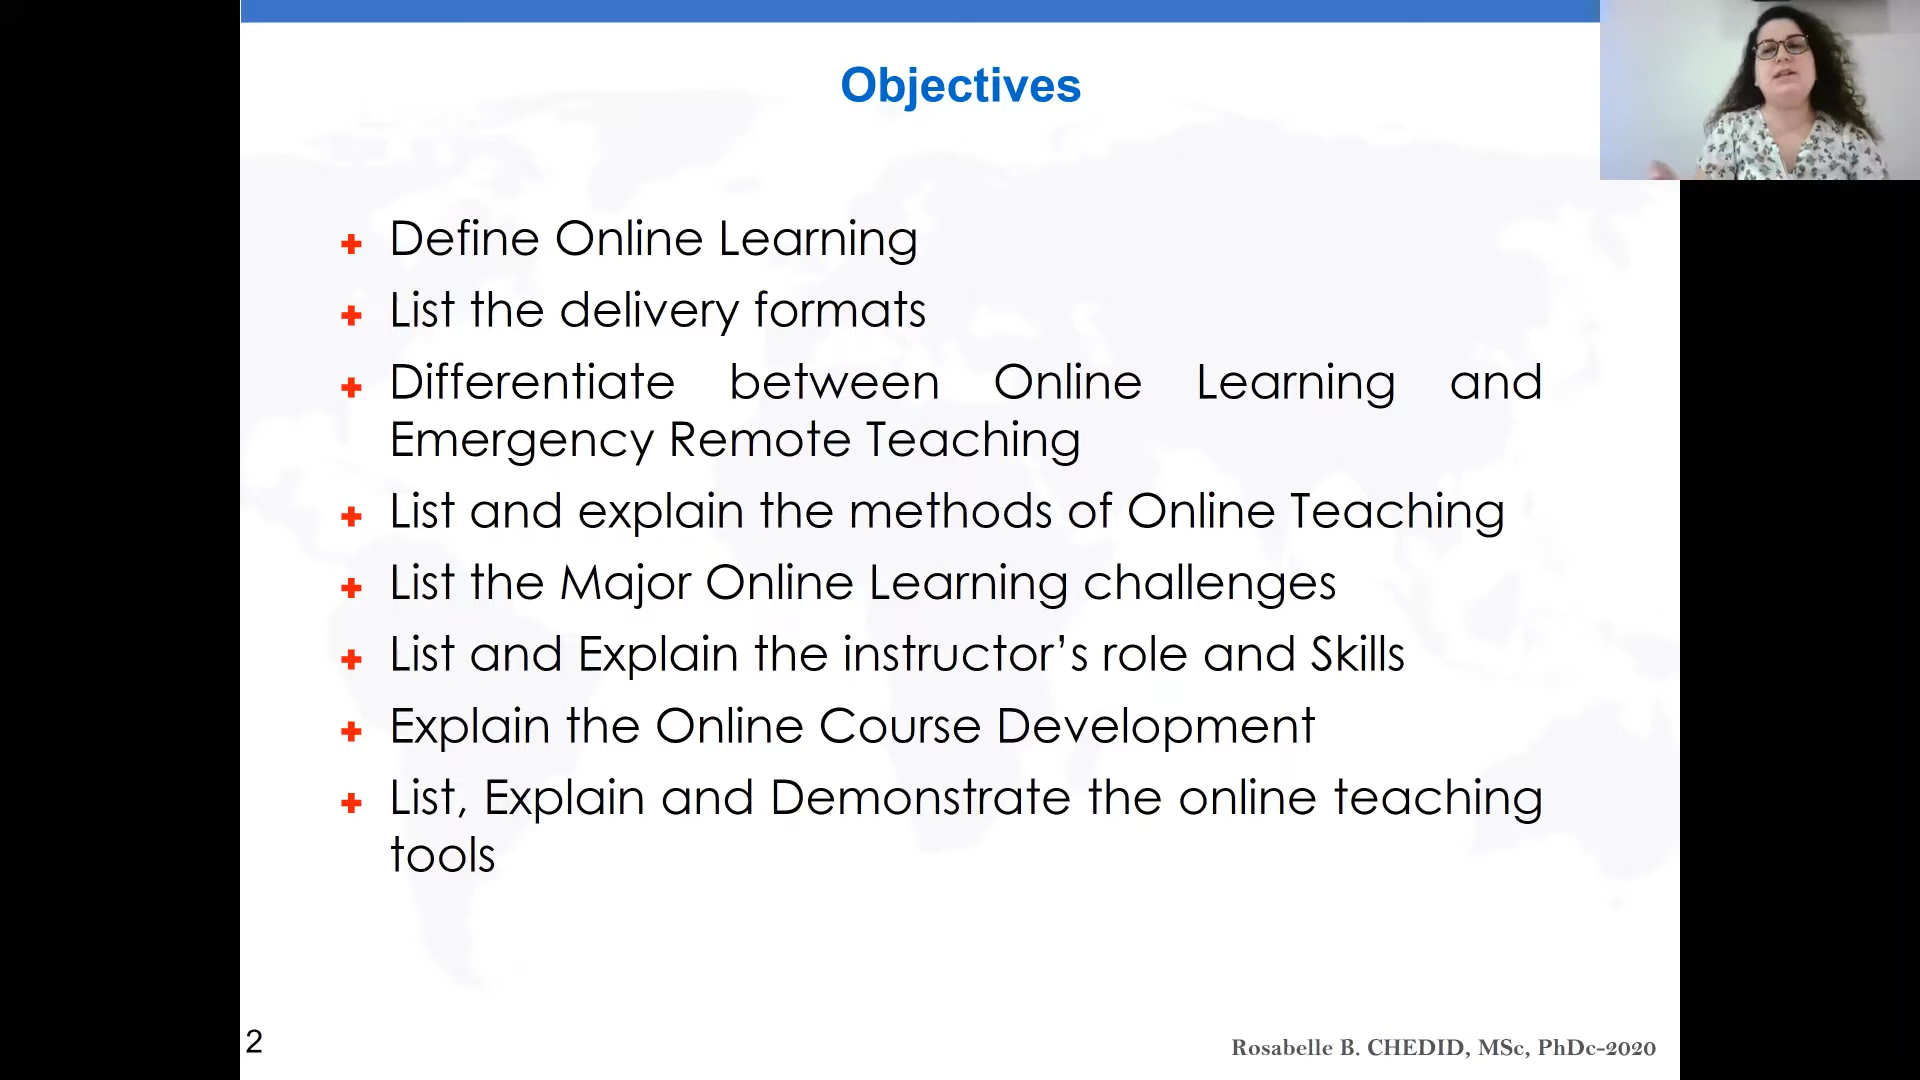 Objectives
Define Online Learning
List the delivery formats
Differentiate between Online Learning and
Emergency Remote Teaching
List and explain the methods of Online Teaching
List the Major Online Learning challenges
List and Explain the instructor’s role and Skills
Explain the Online Course Development
List, Explain and Demonstrate the online teaching
tools
2
Rosabelle B. CHEDID, MSc, PhDc-2020